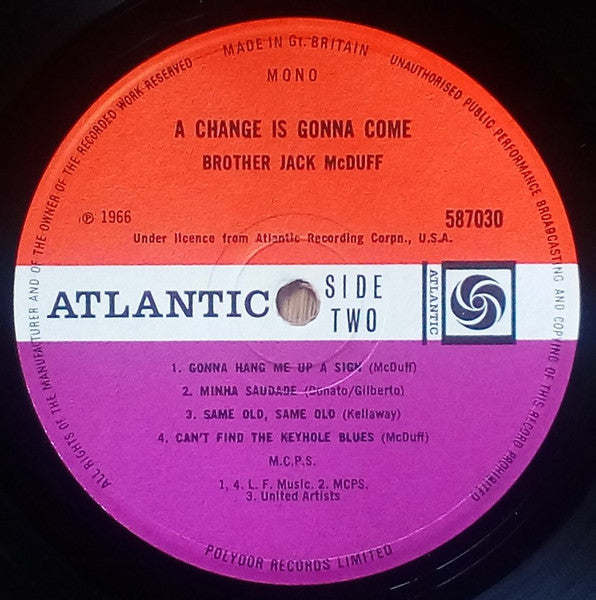 MADE IN Gt. BRITAIN
ALL RIGHTS OF THE MANUFACTURER AND OF THE OWNER OF THE RECORDED WORK RESERVED
UNAUTHORISED PUBLIC PERFORMANCE BROADCASTING AND COPYING OF THIS RECORD PROHIBITED
MONO
A CHANGE IS GONNA COME
BROTHER JACK McDUFF
℗ 1966
587030
Under licence from Atlantic Recording Corpn., U.S.A.
ATLANTIC
SIDE
TWO
ATLANTIC
1. GONNA HANG ME UP A SIGN (McDuff)
2. MINHA SAUDADE (Donato/Gilberto)
3. SAME OLD, SAME OLD (Kellaway)
4. CAN'T FIND THE KEYHOLE BLUES (McDuff)
M.C.P.S.
1, 4. L. F. Music. 2. MCPS.
3. United Artists
POLYDOR RECORDS LIMITED